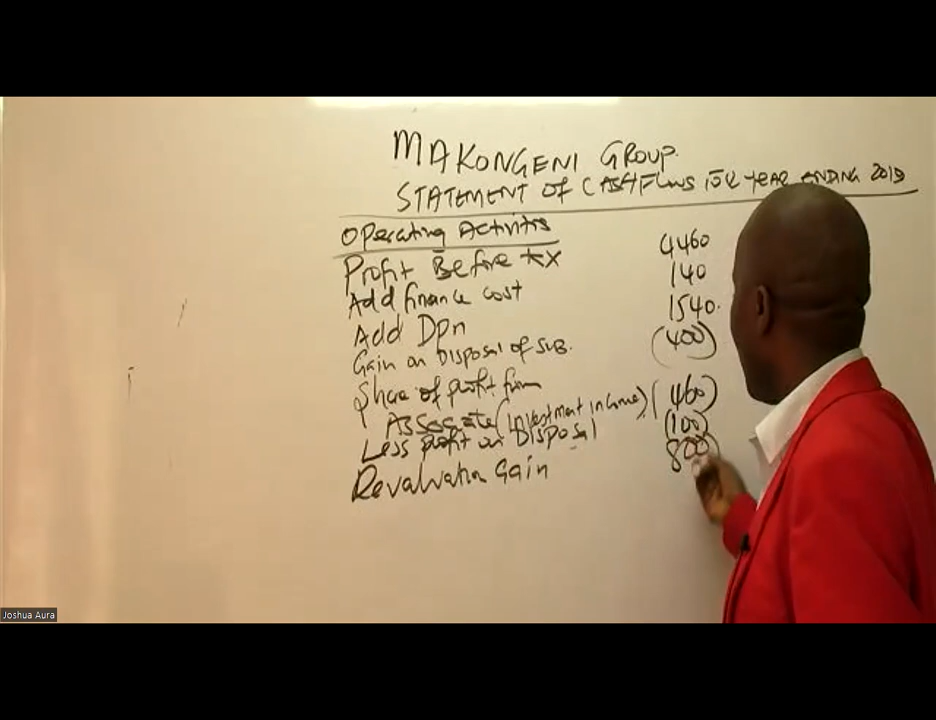 MAKONGENI GROUP.
STATEMENT OF CASHFLOWS FOR YEAR ENDING 2019
Operating Activities
Profit Before tax 4460
Add finance cost 140
Add Dpn 1540.
Gain on Disposal of Sub. (400)
Share of profit from
Associate (Investment income) (460)
Less profit on Disposal (100)
Revaluation Gain 800
Joshua Aura